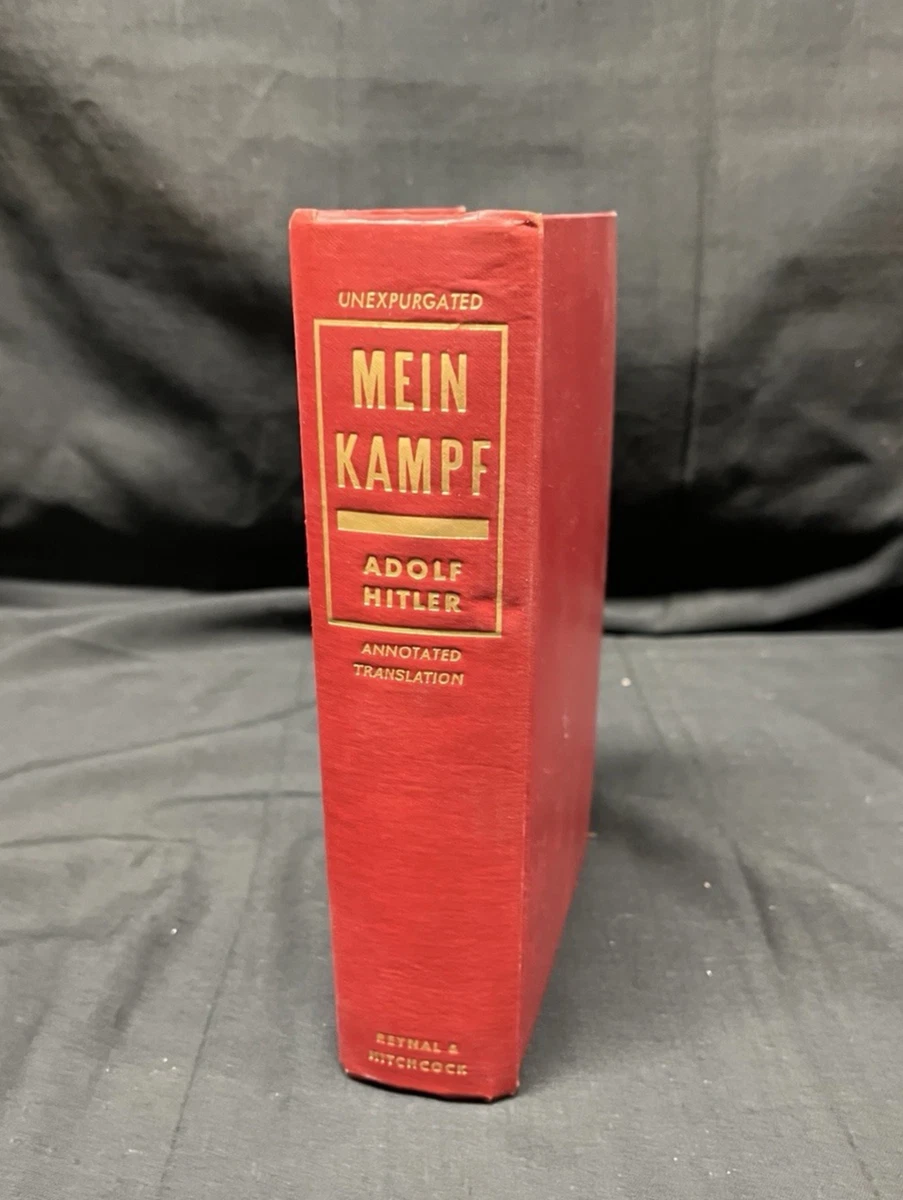 UNEXPURGATED
MEIN
KAMPF
ADOLF
HITLER
ANNOTATED
TRANSLATION
REYNAL &
HITCHCOCK